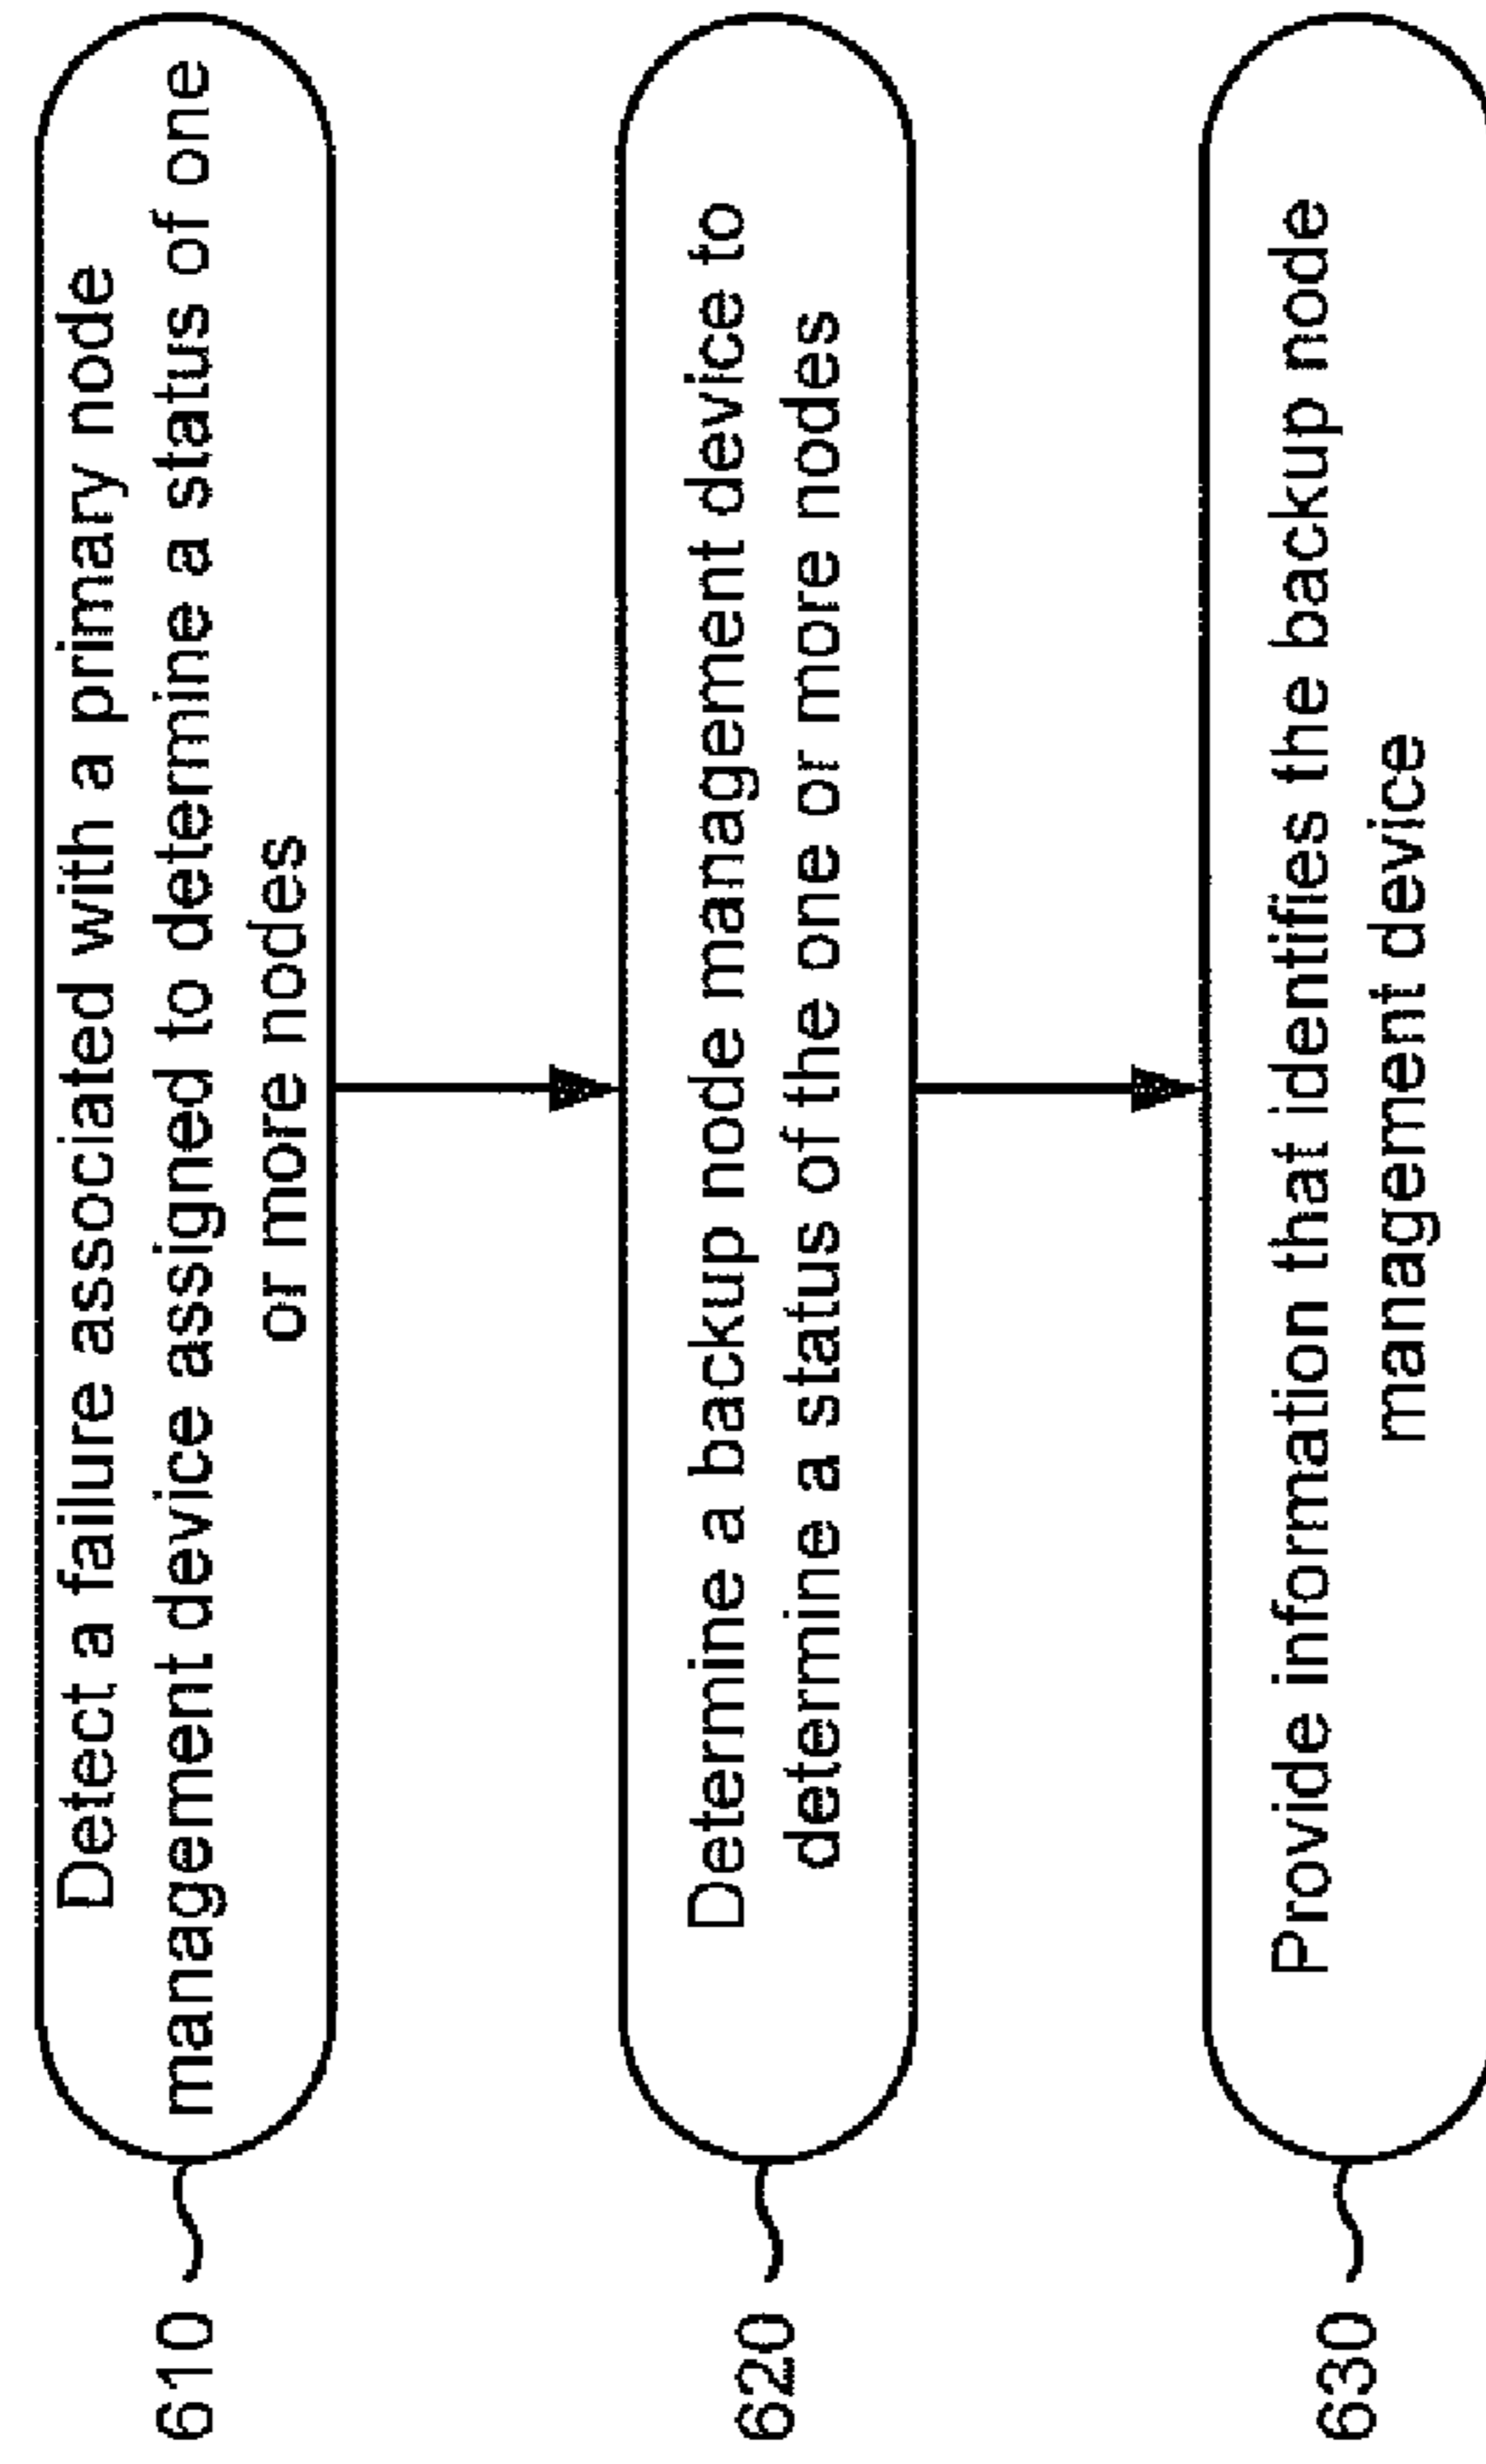 610
Detect a failure associated with a primary node
management device assigned to determine a status of one
or more nodes
620
Determine a backup node management device to
determine a status of the one or more nodes
630
Provide information that identifies the backup node
management device